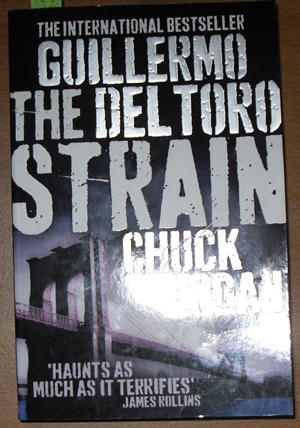 THE INTERNATIONAL BESTSELLER
GUILLERMO
THE DEL TORO
STRAIN
CHUCK
'HAUNTS AS
MUCH AS IT TERRIFIES'
JAMES ROLLINS